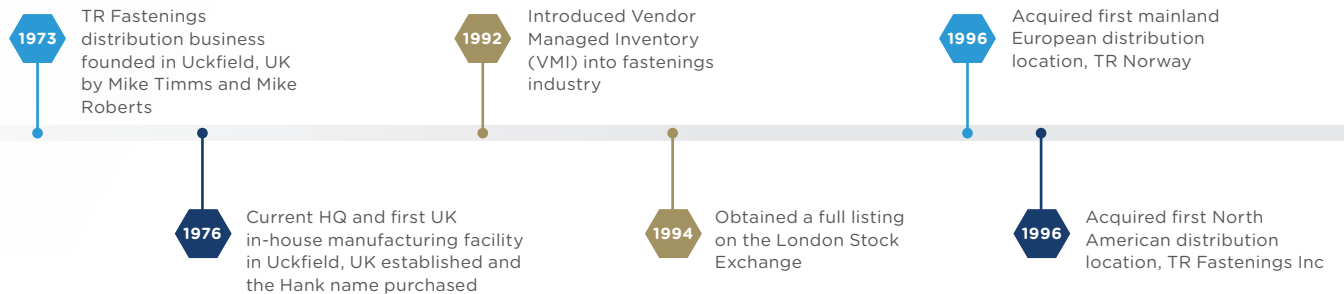 1973
TR Fastenings
distribution business
founded in Uckfield, UK
by Mike Timms and Mike
Roberts
1976
Current HQ and first UK
in-house manufacturing facility
in Uckfield, UK established and
the Hank name purchased
1992
Introduced Vendor
Managed Inventory
(VMI) into fastenings
industry
1994
Obtained a full listing
on the London Stock
Exchange
1996
Acquired first mainland
European distribution
location, TR Norway
1996
Acquired first North
American distribution
location, TR Fastenings Inc